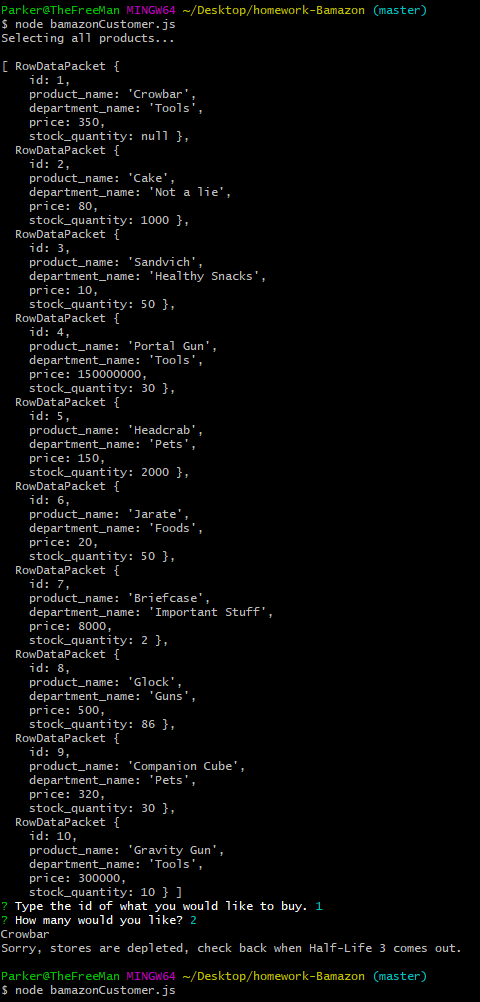 Parker@TheFreeMan MINGW64 ~/Desktop/homework-Bamazon (master)
$ node bamazonCustomer.js
Selecting all products...

[ RowDataPacket {
    id: 1,
    product_name: 'Crowbar',
    department_name: 'Tools',
    price: 350,
    stock_quantity: null },
  RowDataPacket {
    id: 2,
    product_name: 'Cake',
    department_name: 'Not a lie',
    price: 80,
    stock_quantity: 1000 },
  RowDataPacket {
    id: 3,
    product_name: 'Sandvich',
    department_name: 'Healthy Snacks',
    price: 10,
    stock_quantity: 50 },
  RowDataPacket {
    id: 4,
    product_name: 'Portal Gun',
    department_name: 'Tools',
    price: 150000000,
    stock_quantity: 30 },
  RowDataPacket {
    id: 5,
    product_name: 'Headcrab',
    department_name: 'Pets',
    price: 150,
    stock_quantity: 2000 },
  RowDataPacket {
    id: 6,
    product_name: 'Jarate',
    department_name: 'Foods',
    price: 20,
    stock_quantity: 50 },
  RowDataPacket {
    id: 7,
    product_name: 'Briefcase',
    department_name: 'Important Stuff',
    price: 8000,
    stock_quantity: 2 },
  RowDataPacket {
    id: 8,
    product_name: 'Glock',
    department_name: 'Guns',
    price: 500,
    stock_quantity: 86 },
  RowDataPacket {
    id: 9,
    product_name: 'Companion Cube',
    department_name: 'Pets',
    price: 320,
    stock_quantity: 30 },
  RowDataPacket {
    id: 10,
    product_name: 'Gravity Gun',
    department_name: 'Tools',
    price: 300000,
    stock_quantity: 10 } ]
? Type the id of what you would like to buy. 1
? How many would you like? 2
Crowbar
Sorry, stores are depleted, check back when Half-Life 3 comes out.

Parker@TheFreeMan MINGW64 ~/Desktop/homework-Bamazon (master)
$ node bamazonCustomer.js